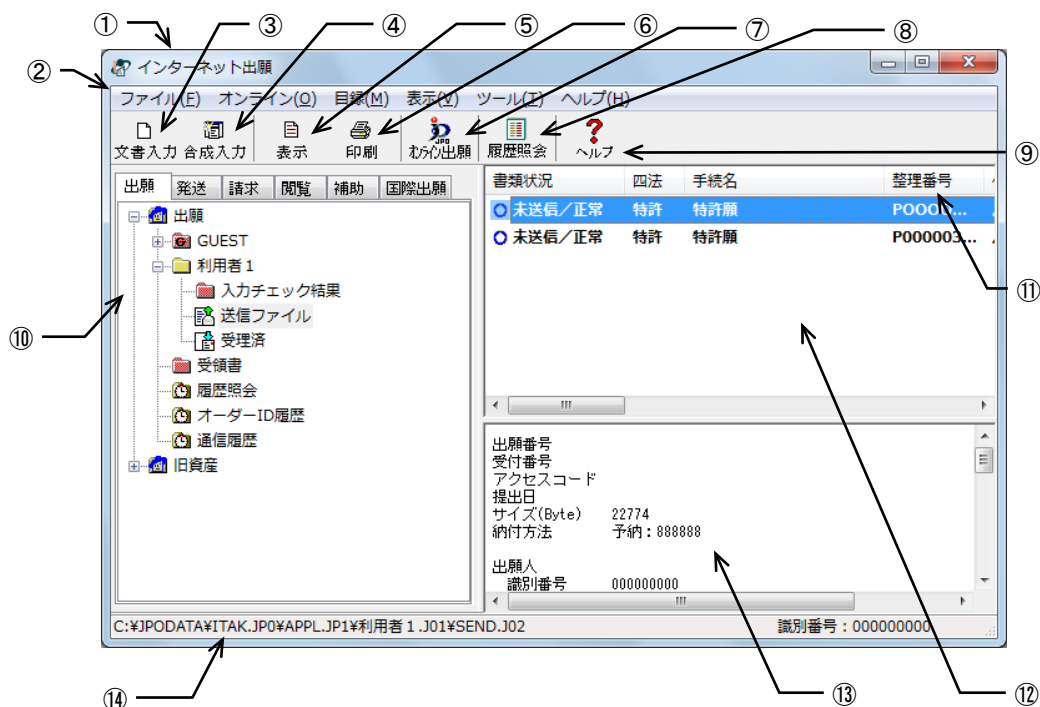 ① ③ ④ ⑤ ⑥ ⑦ ⑧
インターネット出願
②
ファイル(F) オンライン(O) 目録(M) 表示(V) ツール(T) ヘルプ(H)
文書入力 合成入力 表示 印刷 オンライン出願 履歴照会 ヘルプ
⑨
出願 発送 請求 閲覧 補助 国際出願
書類状況 四法 手続名 整理番号
未送信/正常 特許 特許願 P0000...
未送信/正常 特許 特許願 P000003...
出願
GUEST
利用者1
入力チェック結果
送信ファイル
受理済
受領書
履歴照会
オーダーID履歴
通信履歴
旧資産
⑩
⑪
出願番号
受付番号
アクセスコード
提出日
サイズ(Byte) 22774
納付方法 予納:888888
出願人
識別番号 000000000
C:¥JPODATA¥ITAK.JP0¥APPL.JP1¥利用者1.J01¥SEND.J02 識別番号:000000000
⑭ ⑬ ⑫